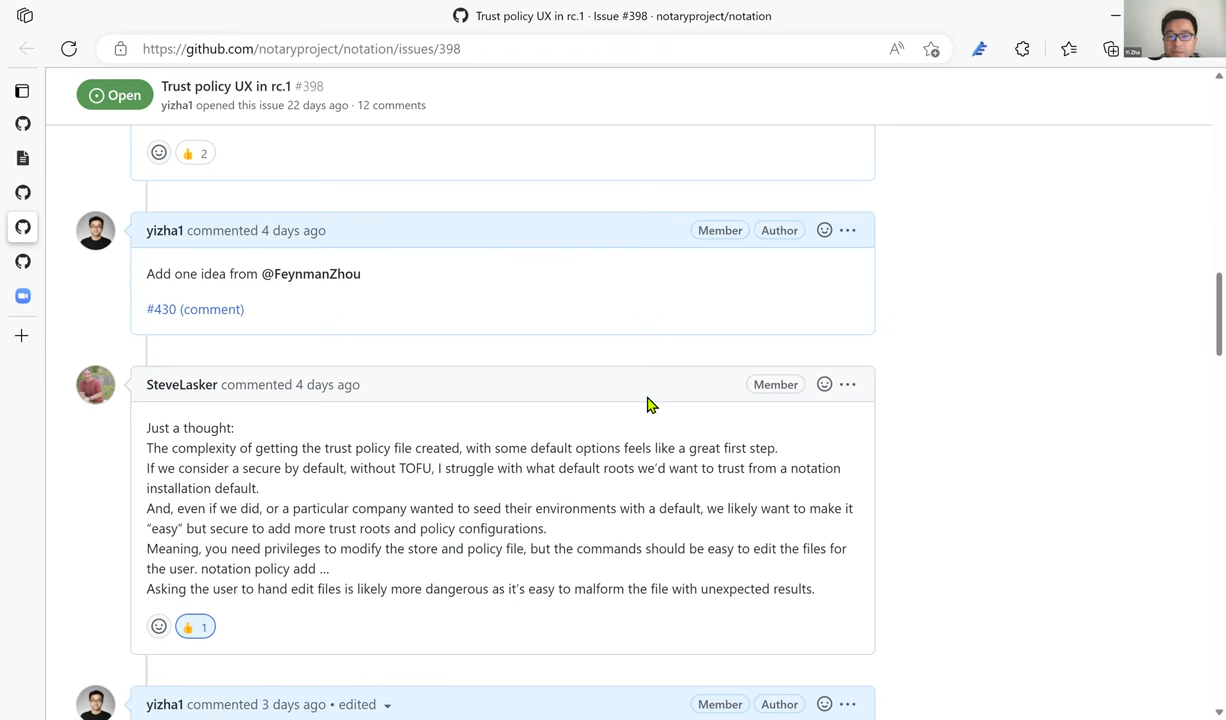 Trust policy UX in rc.1 · Issue #398 · notaryproject/notation
https://github.com/notaryproject/notation/issues/398
Yi Zha
Open
Trust policy UX in rc.1 #398
yizha1 opened this issue 22 days ago · 12 comments
2
yizha1 commented 4 days ago
Member
Author
Add one idea from @FeynmanZhou
#430 (comment)
SteveLasker commented 4 days ago
Member
Just a thought:
The complexity of getting the trust policy file created, with some default options feels like a great first step.
If we consider a secure by default, without TOFU, I struggle with what default roots we'd want to trust from a notation
installation default.
And, even if we did, or a particular company wanted to seed their environments with a default, we likely want to make it
“easy” but secure to add more trust roots and policy configurations.
Meaning, you need privileges to modify the store and policy file, but the commands should be easy to edit the files for
the user. notation policy add ...
Asking the user to hand edit files is likely more dangerous as it's easy to malform the file with unexpected results.
1
yizha1 commented 3 days ago • edited
Member
Author